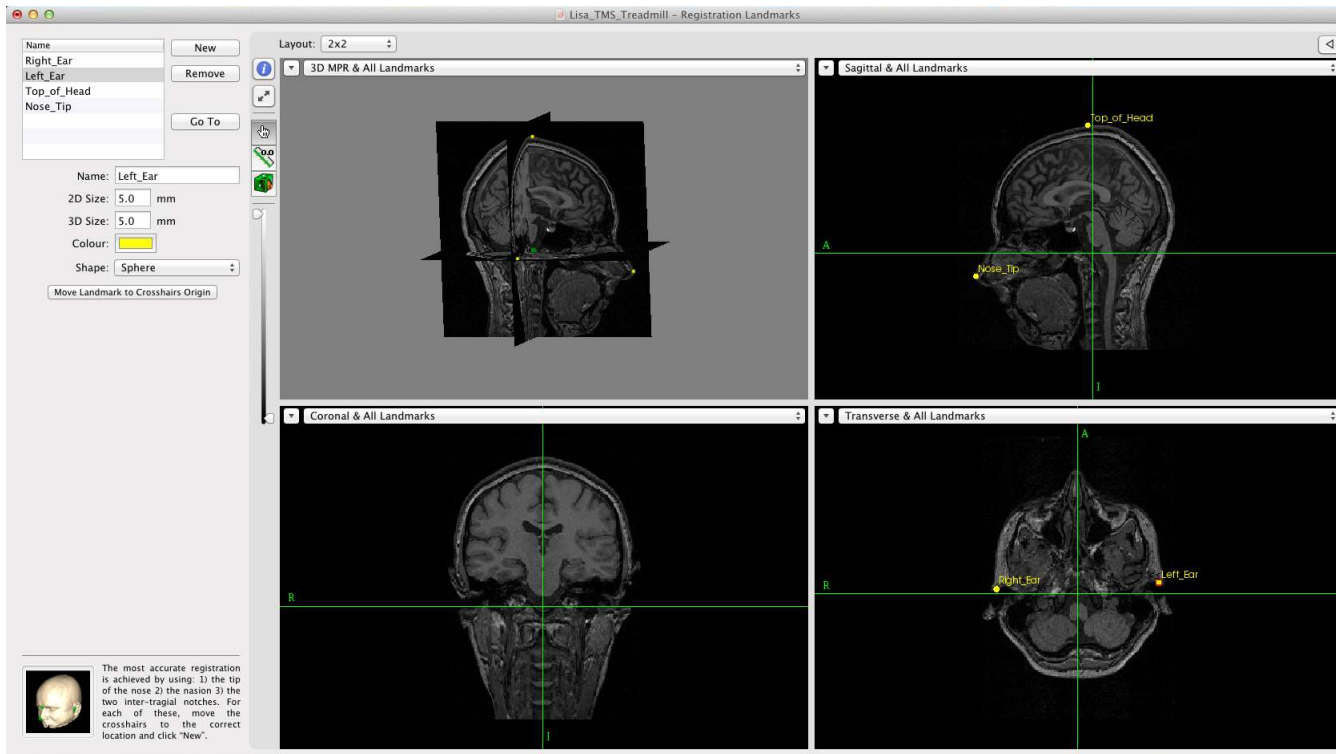 Lisa_TMS_Treadmill – Registration Landmarks
Name
Right_Ear
Left_Ear
Top_of_Head
Nose_Tip
New
Remove
Go To
Name: Left_Ear
2D Size: 5.0 mm
3D Size: 5.0 mm
Colour:
Shape: Sphere
Move Landmark to Crosshairs Origin
The most accurate registration
is achieved by using: 1) the tip
of the nose 2) the nasion 3) the
two inter-tragial notches. For
each of these, move the
crosshairs to the correct
location and click "New".
Layout: 2x2
3D MPR & All Landmarks
Sagittal & All Landmarks
Top_of_Head
A
Nose_Tip
I
Coronal & All Landmarks
R
I
Transverse & All Landmarks
A
R
Right_Ear
Left_Ear